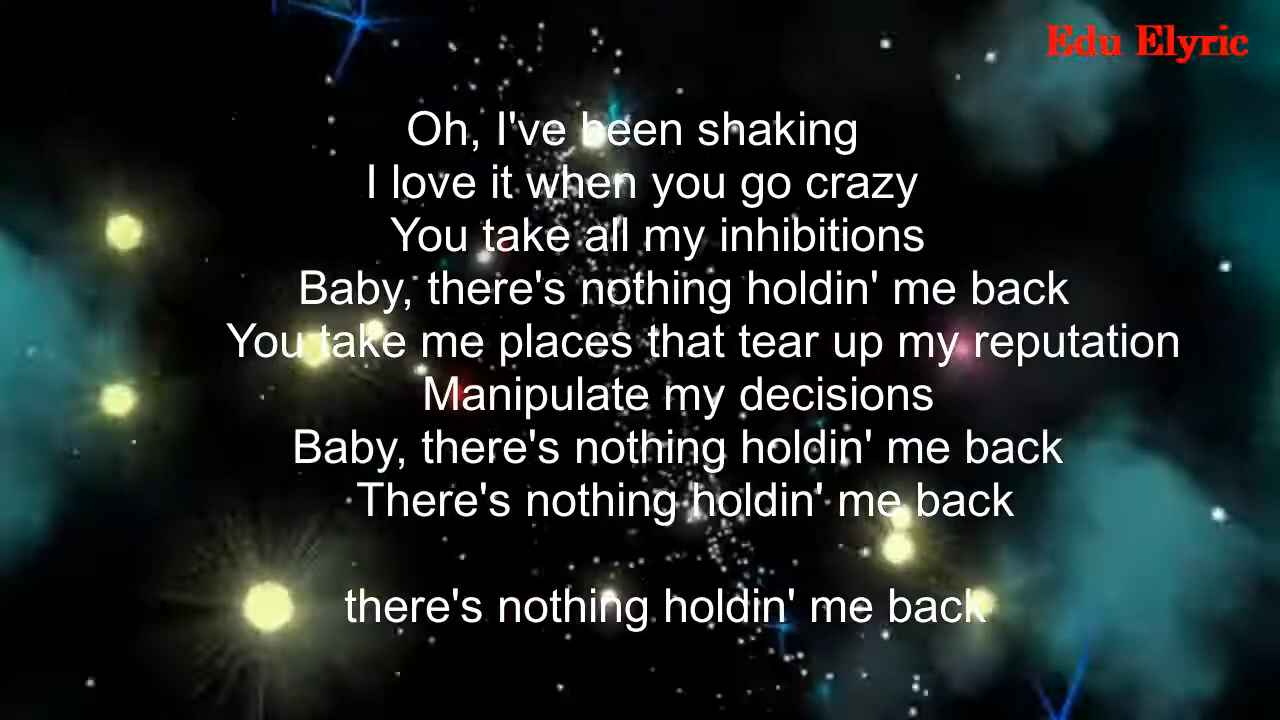 Edu Elyric
Oh, I've been shaking
I love it when you go crazy
You take all my inhibitions
Baby, there's nothing holdin' me back
You take me places that tear up my reputation
Manipulate my decisions
Baby, there's nothing holdin' me back
There's nothing holdin' me back
there's nothing holdin' me back